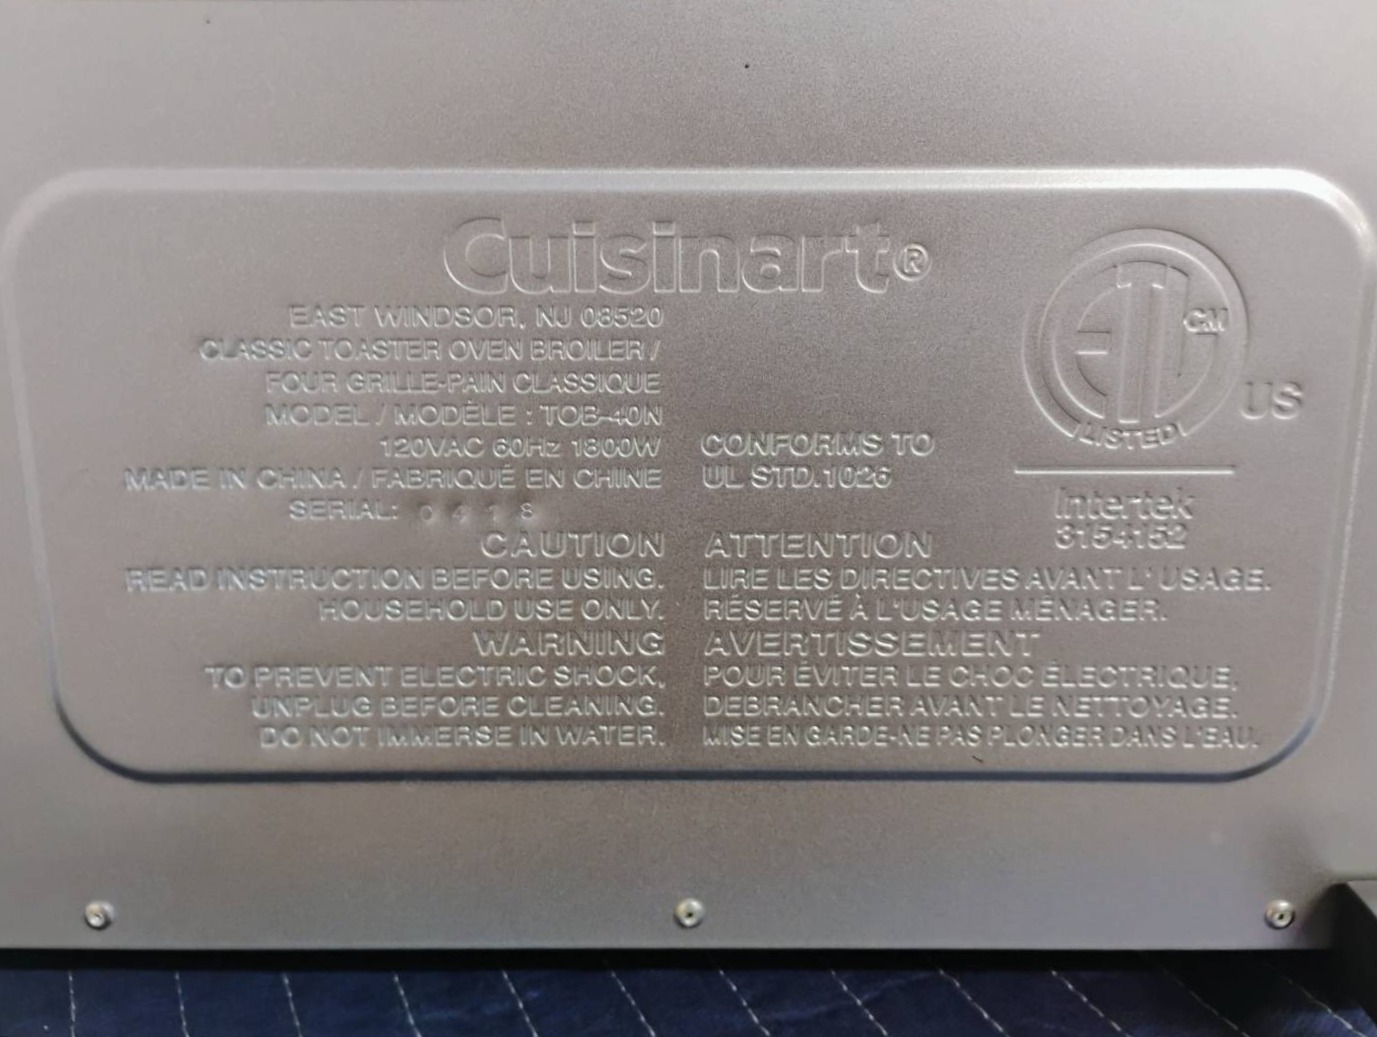 Cuisinart®
EAST WINDSOR, NJ 08520
CLASSIC TOASTER OVEN BROILER /
FOUR GRILLE-PAIN CLASSIQUE
MODEL / MODÈLE : TOB-40N
120VAC 60Hz 1800W
MADE IN CHINA / FABRIQUÉ EN CHINE
SERIAL: 0418
CONFORMS TO
UL STD.1026
ETL CM
LISTED
US
Intertek
3154152
CAUTION
READ INSTRUCTION BEFORE USING.
HOUSEHOLD USE ONLY.
WARNING
TO PREVENT ELECTRIC SHOCK,
UNPLUG BEFORE CLEANING.
DO NOT IMMERSE IN WATER.
ATTENTION
LIRE LES DIRECTIVES AVANT L' USAGE.
RÉSERVÉ À L'USAGE MÉNAGER.
AVERTISSEMENT
POUR ÉVITER LE CHOC ÉLECTRIQUE,
DEBRANCHER AVANT LE NETTOYAGE.
MISE EN GARDE-NE PAS PLONGER DANS L'EAU.